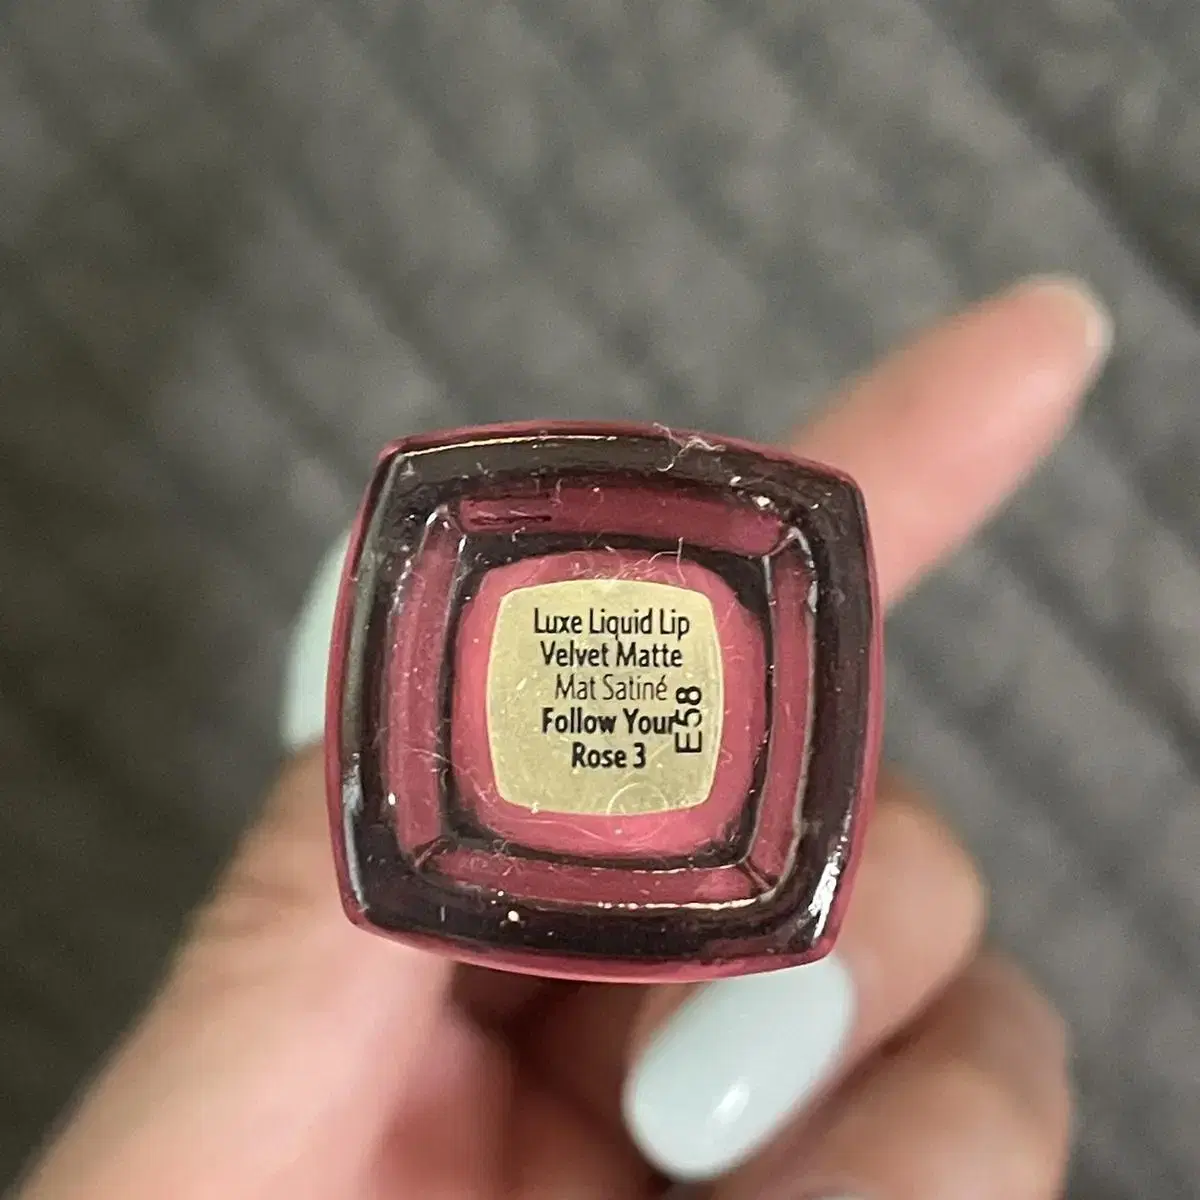 Luxe Liquid Lip
Velvet Matte
Mat Satiné
Follow Your
Rose 3
E58